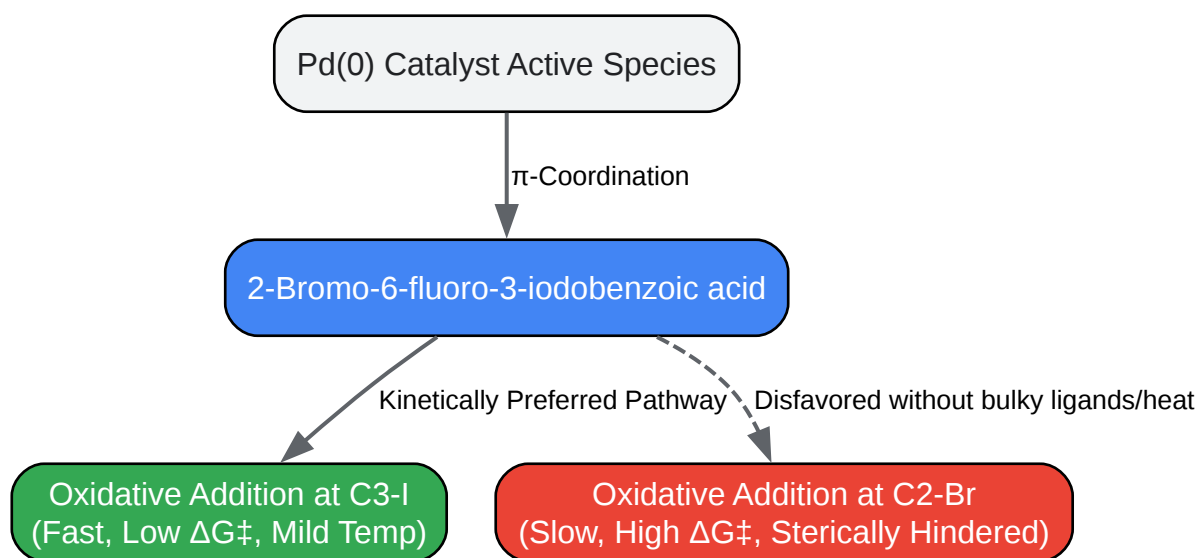 Pd(0) Catalyst Active Species
π-Coordination
2-Bromo-6-fluoro-3-iodobenzoic acid
Kinetically Preferred Pathway
Disfavored without bulky ligands/heat
Oxidative Addition at C3-I
(Fast, Low ΔG‡, Mild Temp)
Oxidative Addition at C2-Br
(Slow, High ΔG‡, Sterically Hindered)